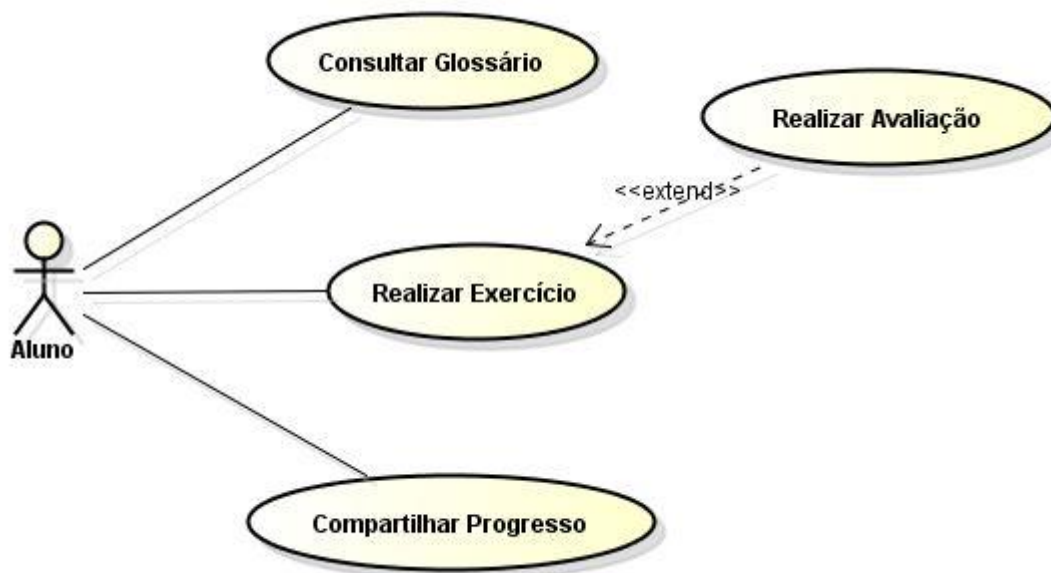 Consultar Glossário
Realizar Avaliação
<<extend>>
Realizar Exercício
Aluno
Compartilhar Progresso